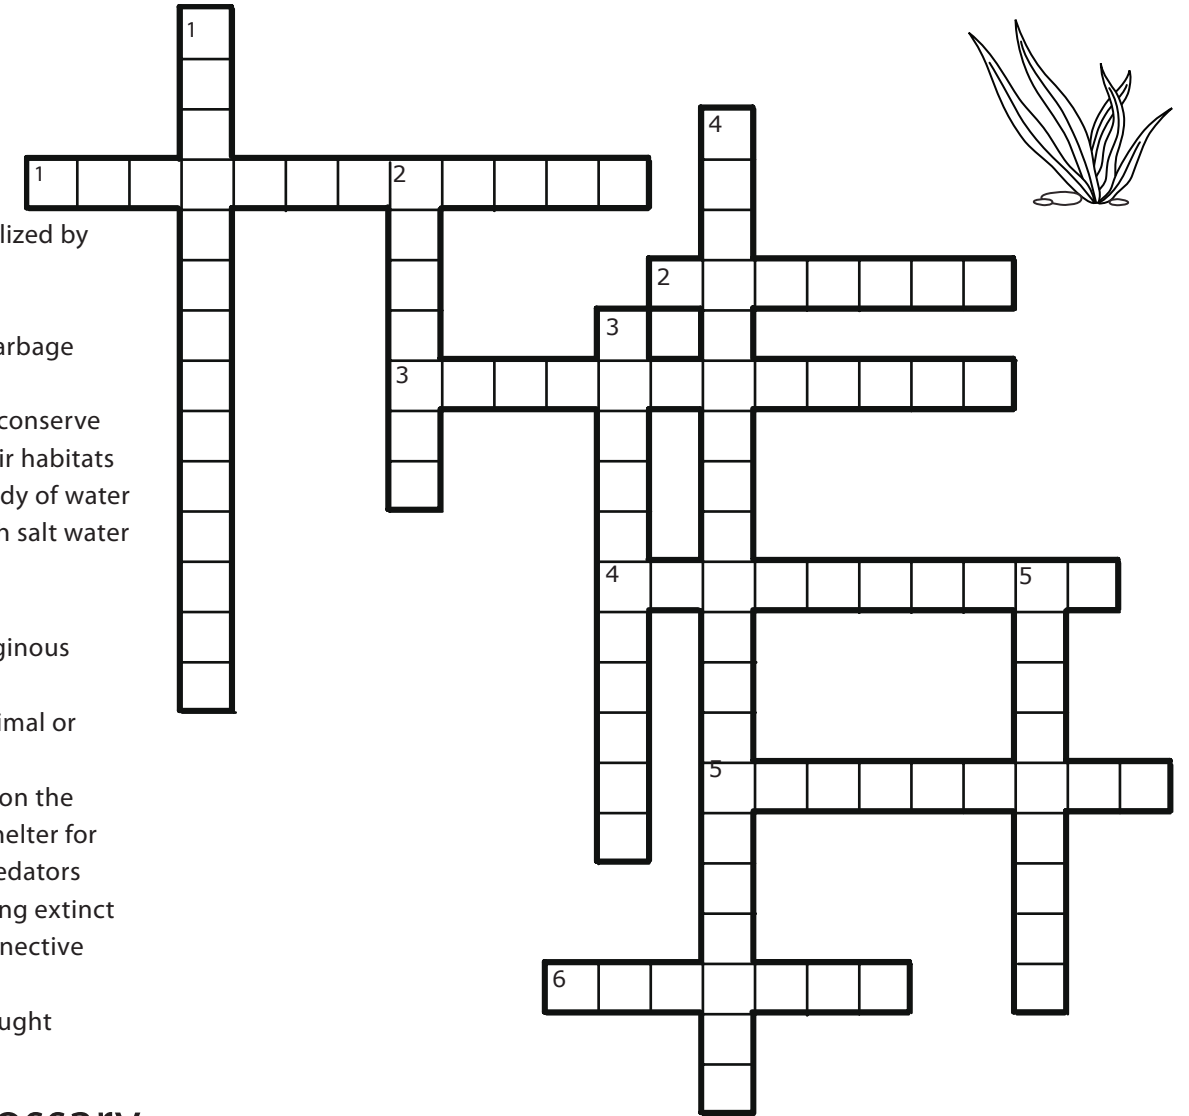 1
4
1 2
lized by
2
3
arbage
3
conserve
ir habitats
dy of water
n salt water
4 5
ginous
imal or
5
on the
helter for
edators
ng extinct
nective
6
ught
ossary